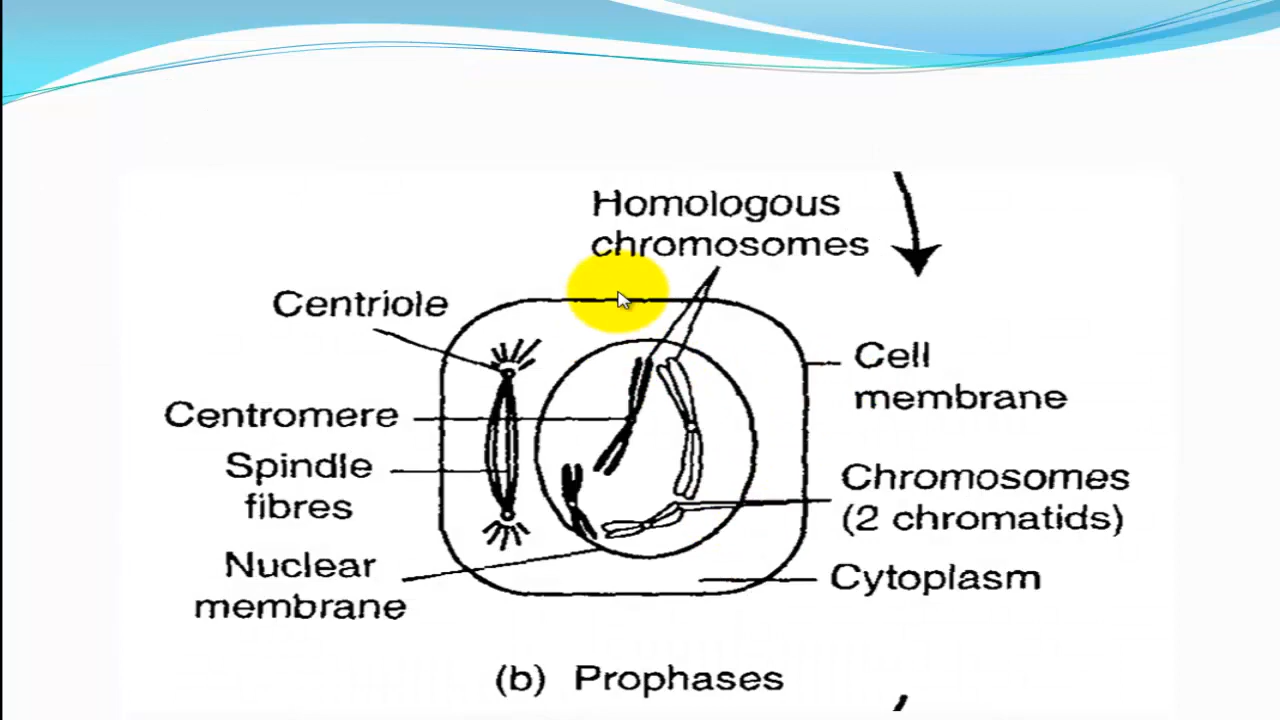 Homologous
chromosomes
Centriole
Cell
membrane
Centromere
Spindle
fibres
Chromosomes
(2 chromatids)
Nuclear
membrane
Cytoplasm
(b) Prophases